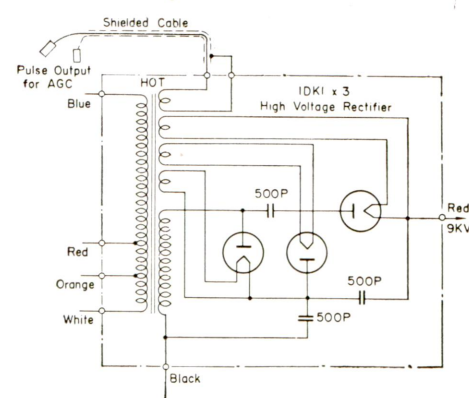 Shielded Cable
Pulse Output
for AGC
HOT
Blue
1DK1 x 3
High Voltage Rectifier
500P
Red
9KV
Red
Orange
500P
500P
White
Black